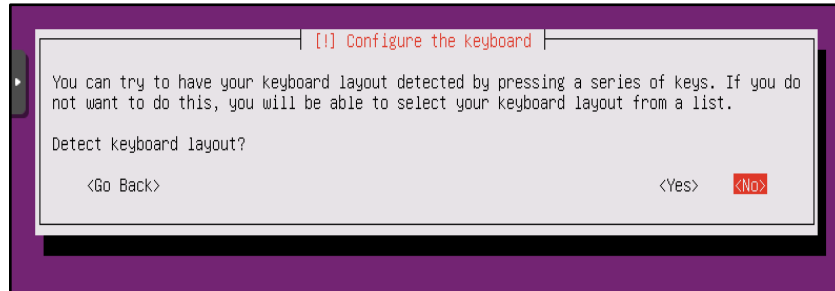 [!] Configure the keyboard
You can try to have your keyboard layout detected by pressing a series of keys. If you do
not want to do this, you will be able to select your keyboard layout from a list.
Detect keyboard layout?
<Go Back> <Yes> <No>